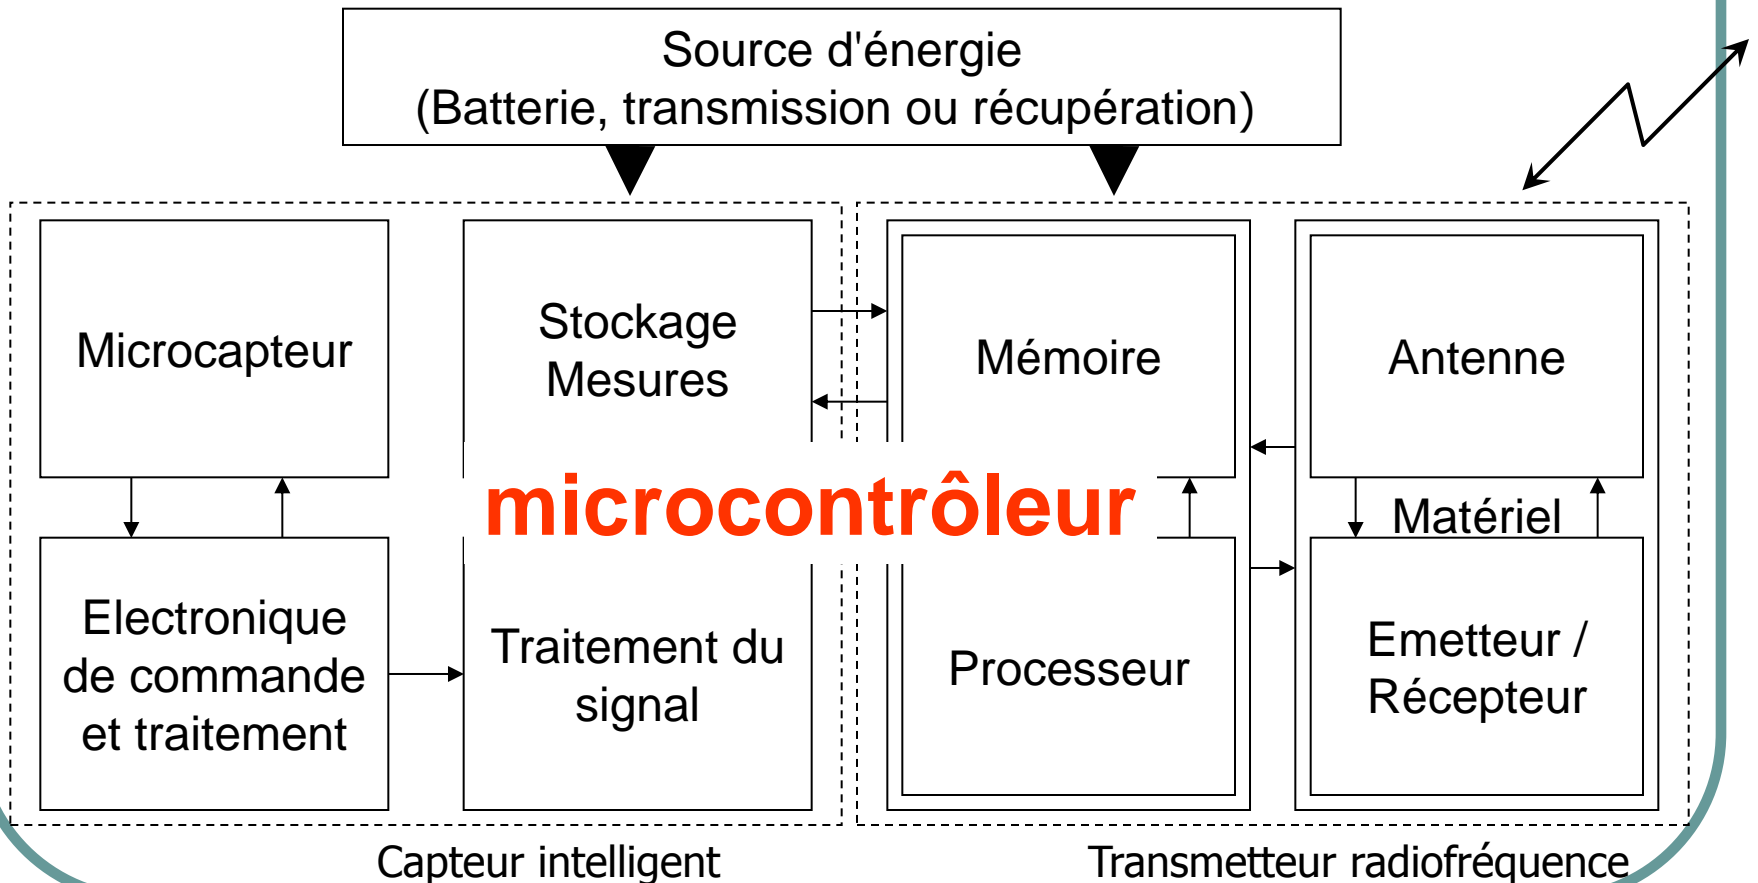 Source d'énergie
(Batterie, transmission ou récupération)
Microcapteur
Stockage
Mesures
Mémoire
Antenne
microcontrôleur
Matériel
Electronique
de commande
et traitement
Traitement du
signal
Processeur
Emetteur /
Récepteur
Capteur intelligent
Transmetteur radiofréquence